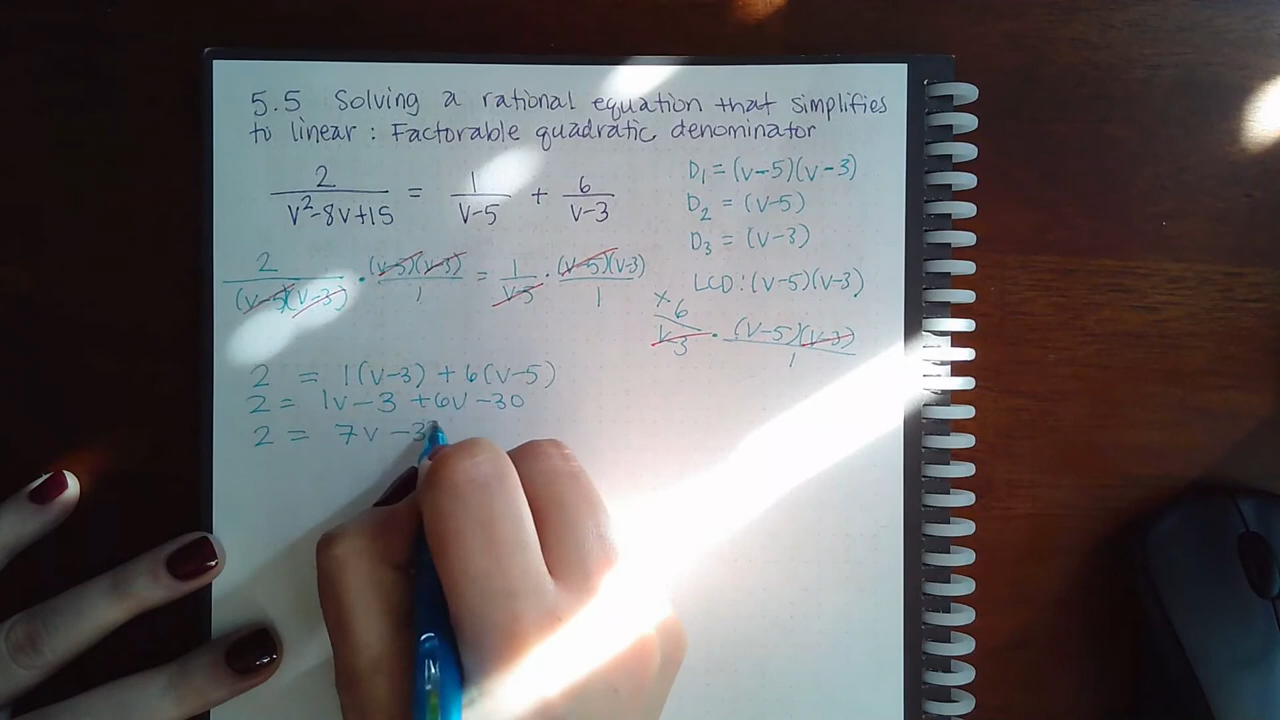 5.5 Solving a rational equation that simplifies
to linear : Factorable quadratic denominator
2/(v²-8v+15) = 1/(v-5) + 6/(v-3)
D₁ = (v-5)(v-3)
D₂ = (v-5)
D₃ = (v-3)
LCD : (v-5)(v-3)
2/((v-5)(v-3)) · (v-5)(v-3)/1 = 1/(v-5) · (v-5)(v-3)/1
+ 6/(v-3) · (v-5)(v-3)/1
2 = 1(v-3) + 6(v-5)
2 = 1v - 3 + 6v - 30
2 = 7v - 3